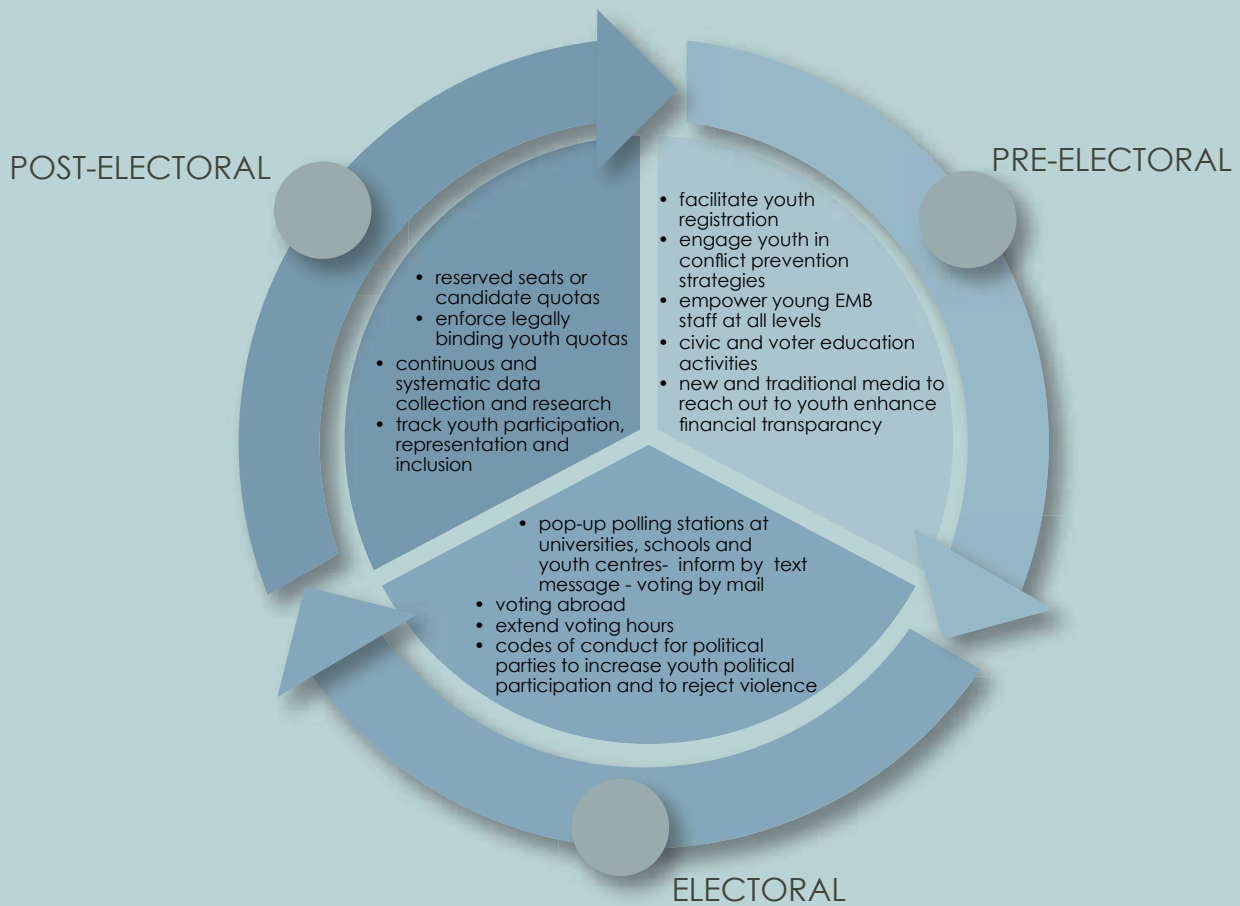 POST-ELECTORAL
PRE-ELECTORAL
• facilitate youth
registration
• engage youth in
conflict prevention
strategies
• empower young EMB
staff at all levels
• civic and voter education
activities
• new and traditional media to
reach out to youth enhance
financial transparancy
• reserved seats or
candidate quotas
• enforce legally
binding youth quotas
• continuous and
systematic data
collection and research
• track youth participation,
representation and
inclusion
• pop-up polling stations at
universities, schools and
youth centres- inform by text
message - voting by mail
• voting abroad
• extend voting hours
• codes of conduct for political
parties to increase youth political
participation and to reject violence
ELECTORAL